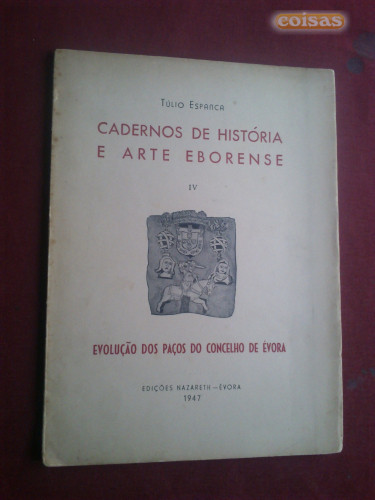 coisas
TÚLIO ESPANCA
CADERNOS DE HISTÓRIA
E ARTE EBORENSE
IV
EVOLUÇÃO DOS PAÇOS DO CONCELHO DE ÉVORA
EDIÇÕES NAZARETH — ÉVORA
1947